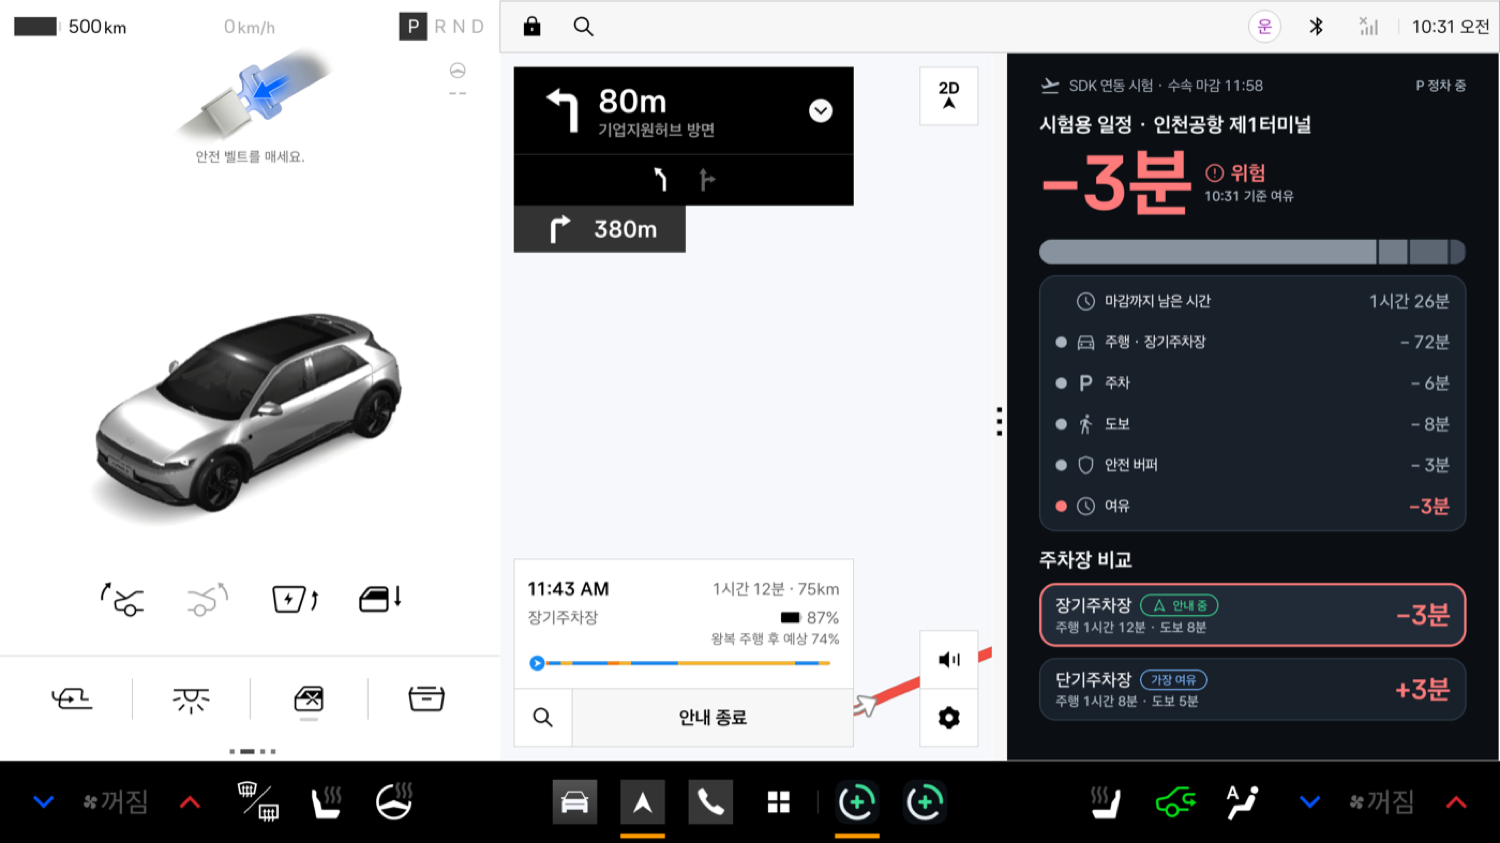 500 km
0 km/h
P R N D
--
안전 벨트를 매세요.
운
10:31 오전
80m
기업지원허브 방면
380m
2D
11:43 AM
1시간 12분 · 75km
장기주차장
87%
왕복 주행 후 예상 74%
안내 종료
SDK 연동 시험 · 수속 마감 11:58
P 정차 중
시험용 일정 · 인천공항 제1터미널
−3분
위험
10:31 기준 여유
마감까지 남은 시간
1시간 26분
주행 · 장기주차장
− 72분
P 주차
− 6분
도보
− 8분
안전 버퍼
− 3분
여유
−3분
주차장 비교
장기주차장
안내 중
−3분
주행 1시간 12분 · 도보 8분
단기주차장
가장 여유
+3분
주행 1시간 8분 · 도보 5분
꺼짐
A
꺼짐